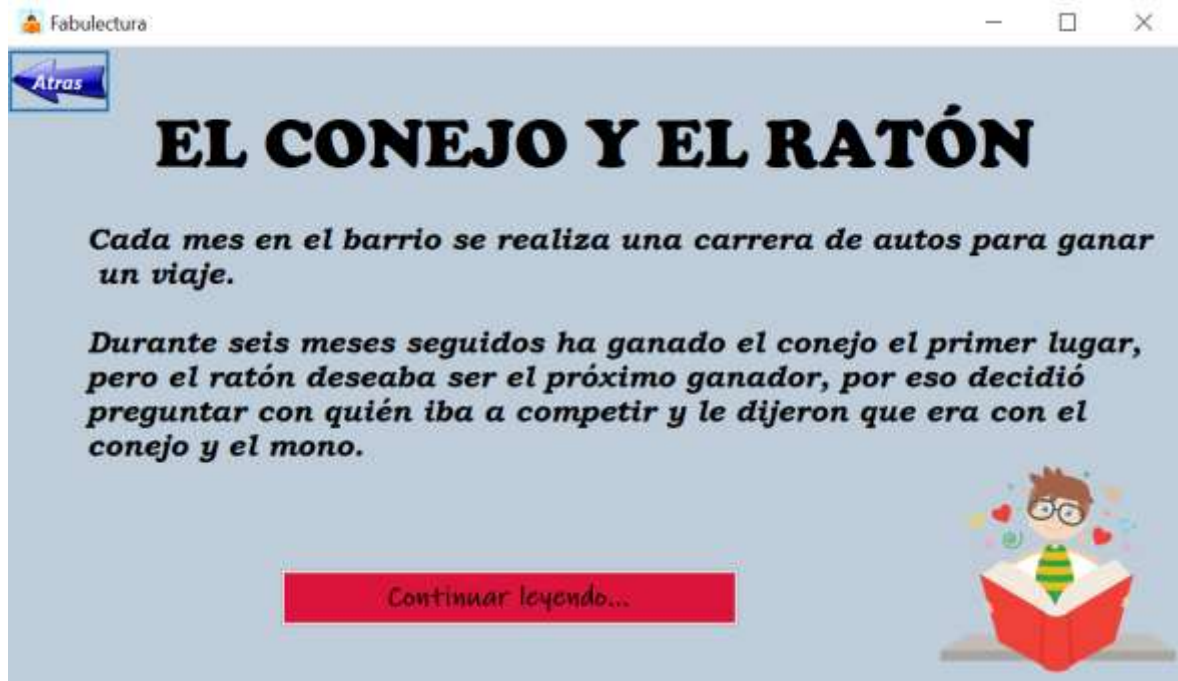 Fabulectura
Atras
EL CONEJO Y EL RATÓN
Cada mes en el barrio se realiza una carrera de autos para ganar
un viaje.
Durante seis meses seguidos ha ganado el conejo el primer lugar,
pero el ratón deseaba ser el próximo ganador, por eso decidió
preguntar con quién iba a competir y le dijeron que era con el
conejo y el mono.
Continuar leyendo...